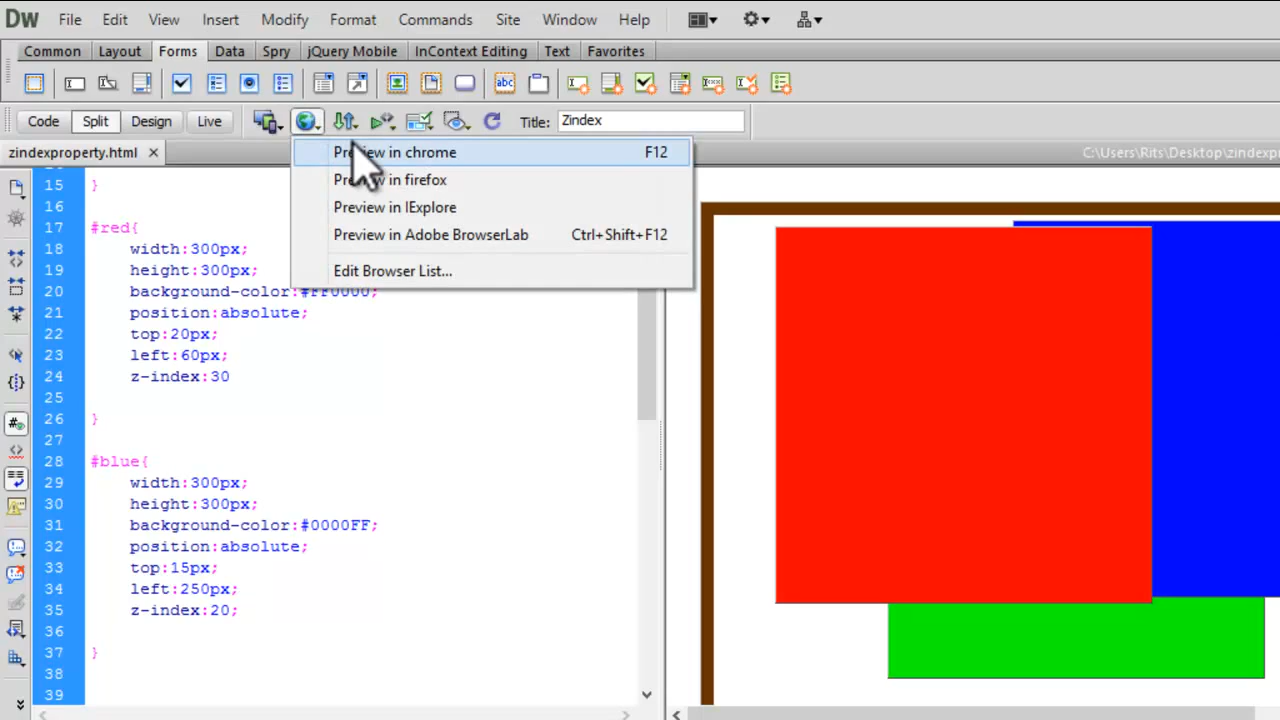 Dw File Edit View Insert Modify Format Commands Site Window Help
Common Layout Forms Data Spry jQuery Mobile InContext Editing Text Favorites
Code Split Design Live Title: Zindex
zindexproperty.html × C:\Users\Rits\Desktop\zindexpr
Preview in chrome F12
Preview in firefox
Preview in IExplore
Preview in Adobe BrowserLab Ctrl+Shift+F12
Edit Browser List...
15 }
16
17 #red{
18 width:300px;
19 height:300px;
20 background-color:#FF0000;
21 position:absolute;
22 top:20px;
23 left:60px;
24 z-index:30
25
26 }
27
28 #blue{
29 width:300px;
30 height:300px;
31 background-color:#0000FF;
32 position:absolute;
33 top:15px;
34 left:250px;
35 z-index:20;
36
37 }
38
39